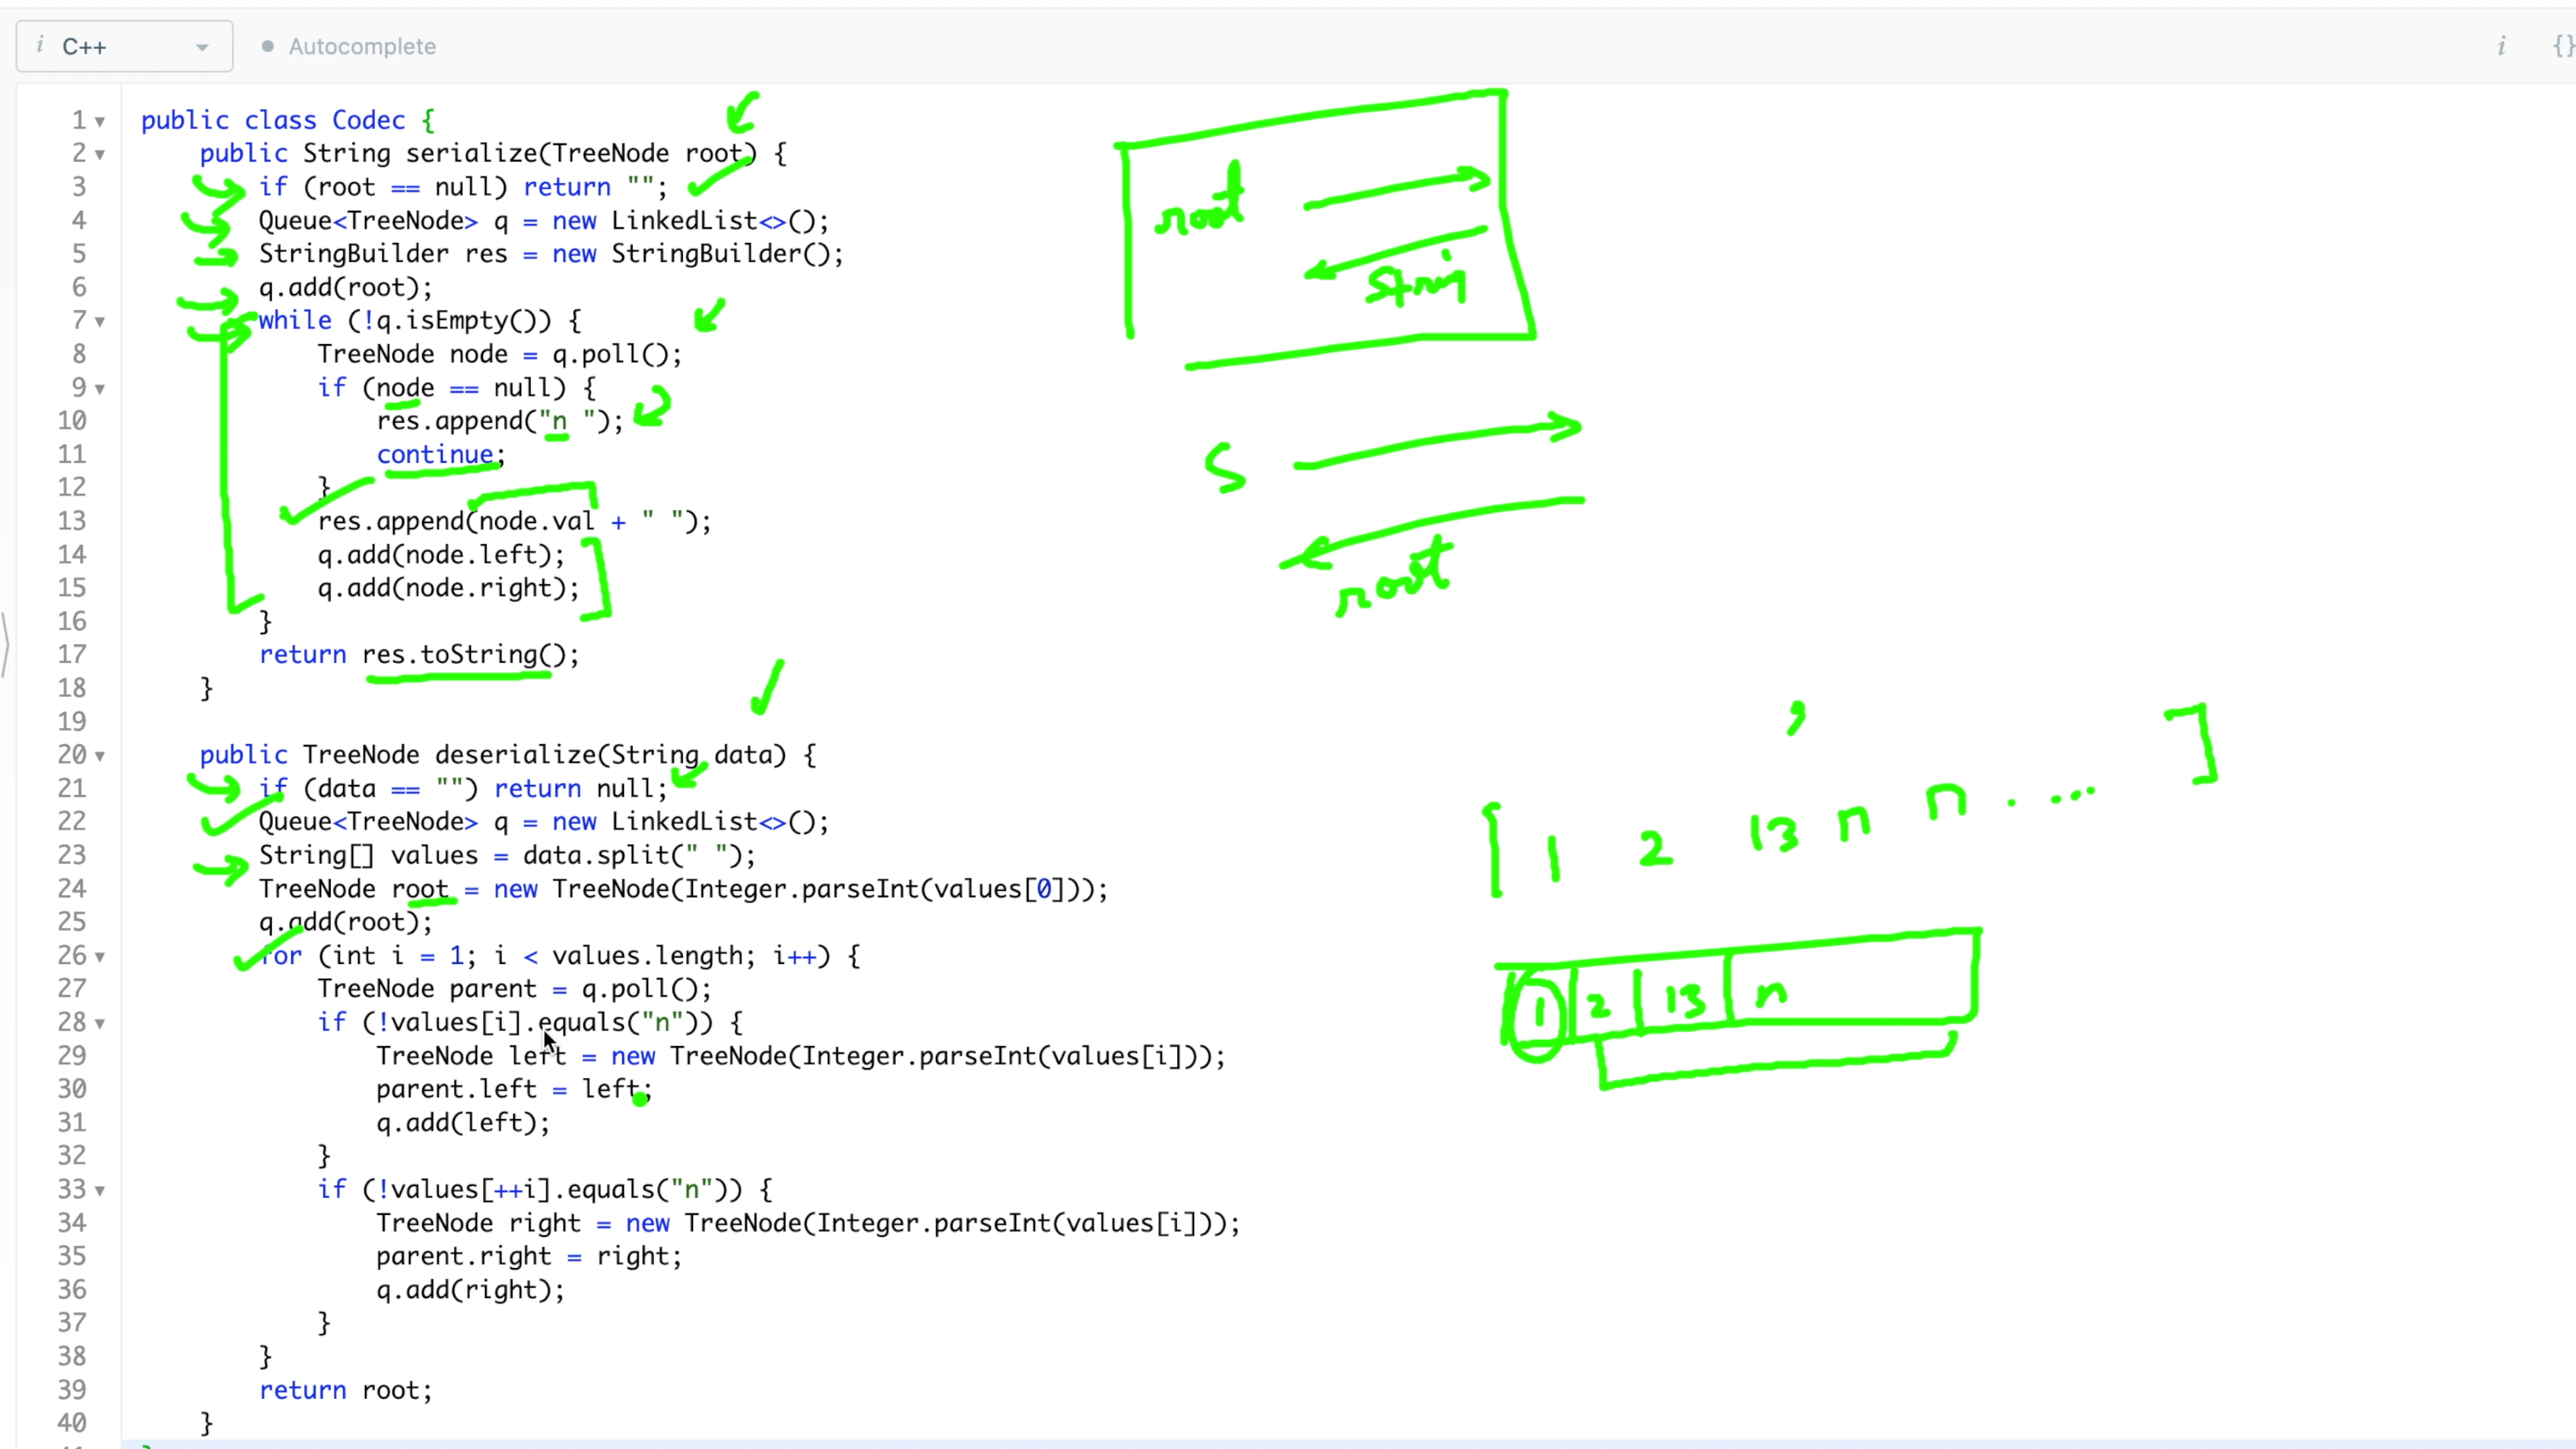 i C++ Autocomplete i {}
1 public class Codec {
2 public String serialize(TreeNode root) {
3 if (root == null) return "";
4 Queue<TreeNode> q = new LinkedList<>();
5 StringBuilder res = new StringBuilder();
6 q.add(root);
7 while (!q.isEmpty()) {
8 TreeNode node = q.poll();
9 if (node == null) {
10 res.append("n ");
11 continue;
12 }
13 res.append(node.val + " ");
14 q.add(node.left);
15 q.add(node.right);
16 }
17 return res.toString();
18 }
19
20 public TreeNode deserialize(String data) {
21 if (data == "") return null;
22 Queue<TreeNode> q = new LinkedList<>();
23 String[] values = data.split(" ");
24 TreeNode root = new TreeNode(Integer.parseInt(values[0]));
25 q.add(root);
26 for (int i = 1; i < values.length; i++) {
27 TreeNode parent = q.poll();
28 if (!values[i].equals("n")) {
29 TreeNode left = new TreeNode(Integer.parseInt(values[i]));
30 parent.left = left;
31 q.add(left);
32 }
33 if (!values[++i].equals("n")) {
34 TreeNode right = new TreeNode(Integer.parseInt(values[i]));
35 parent.right = right;
36 q.add(right);
37 }
38 }
39 return root;
40 }
root
S
root
,
[ 1 2 13 n n ..... ]
1 2 13 n